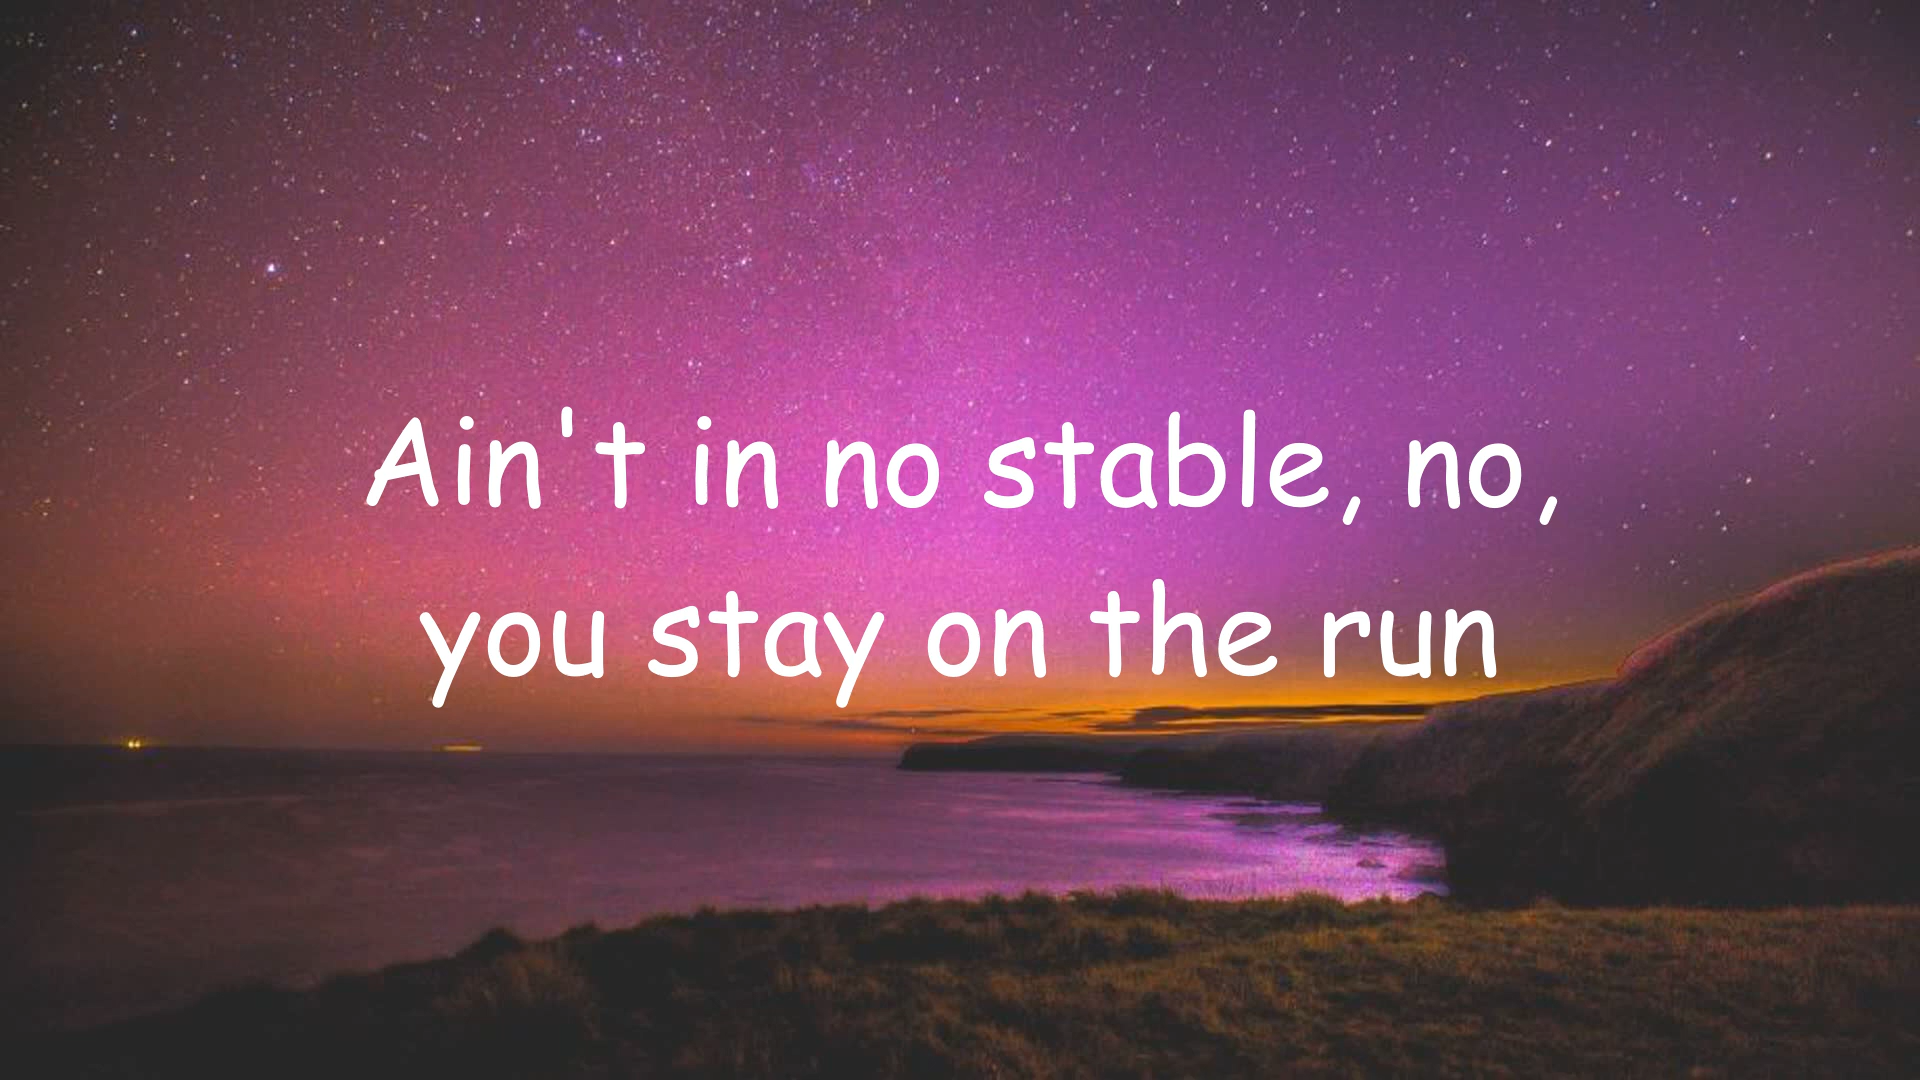 Ain't in no stable, no,
you stay on the run